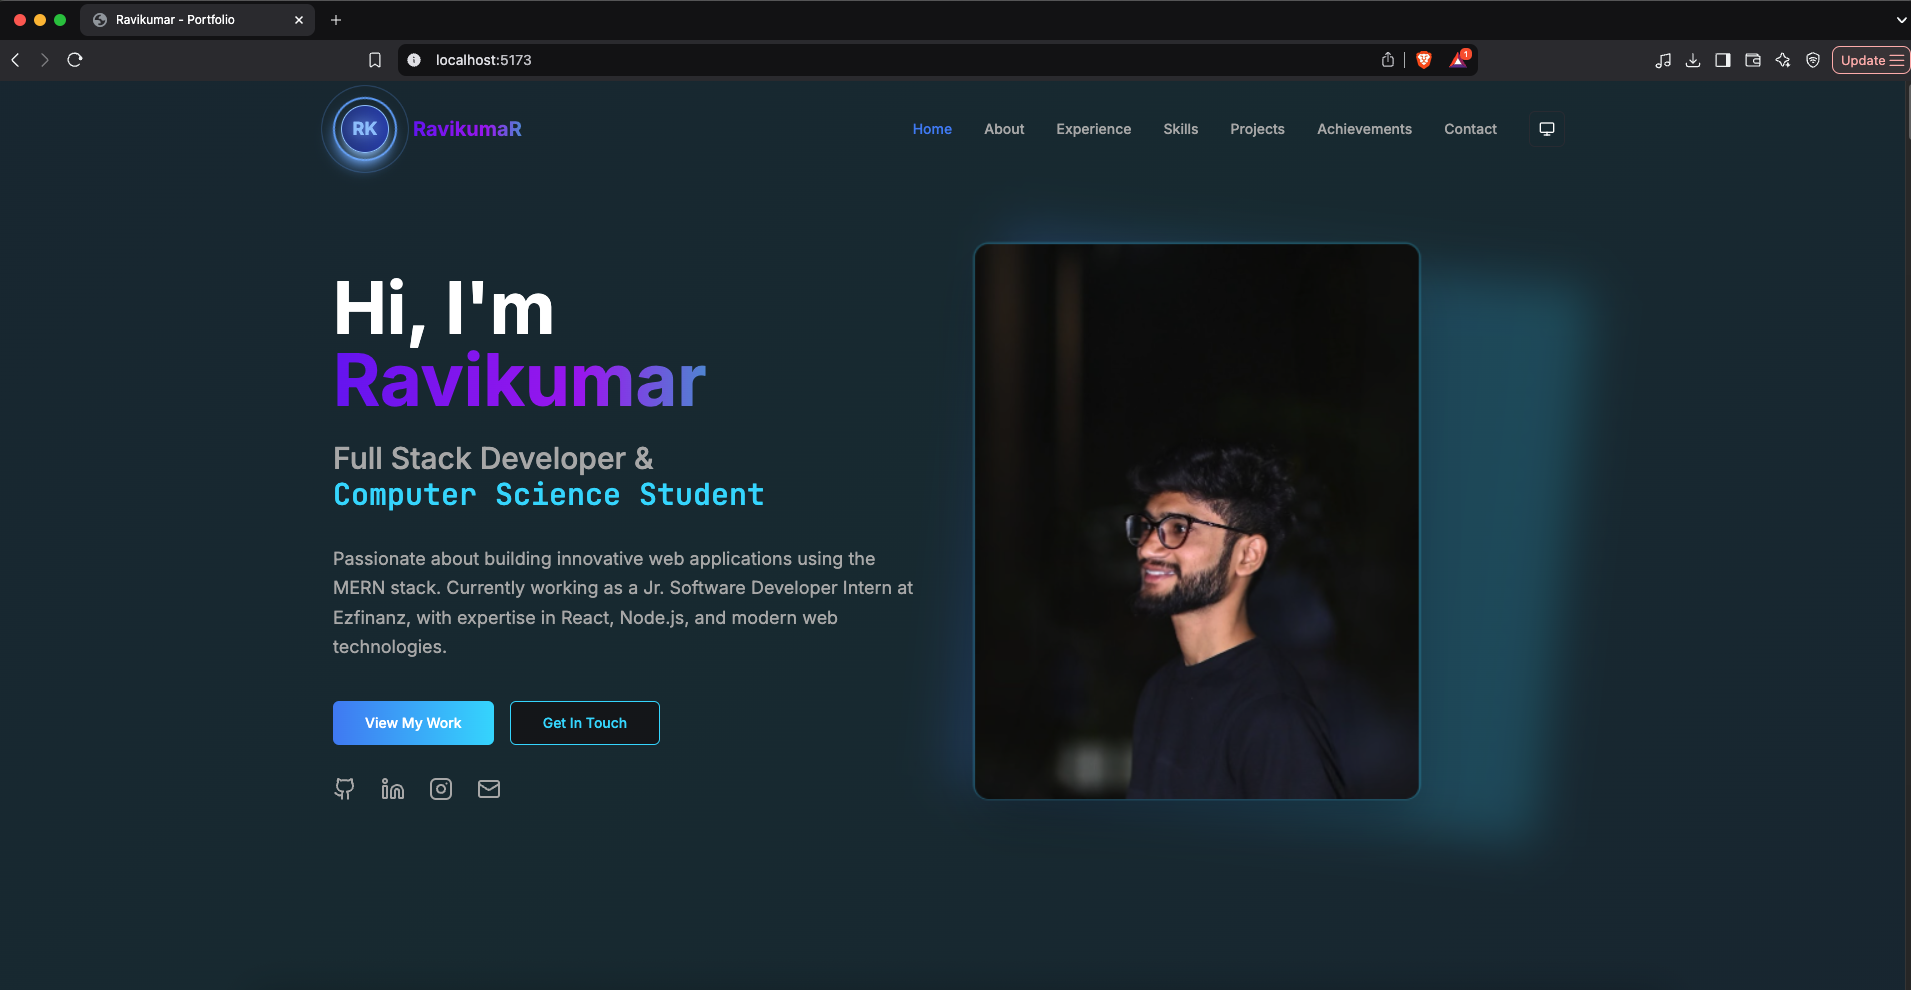 Ravikumar - Portfolio
localhost:5173
1
Update
RK
RavikumaR
Home
About
Experience
Skills
Projects
Achievements
Contact
Hi, I'm
Ravikumar
Full Stack Developer &
Computer Science Student
Passionate about building innovative web applications using the
MERN stack. Currently working as a Jr. Software Developer Intern at
Ezfinanz, with expertise in React, Node.js, and modern web
technologies.
View My Work
Get In Touch